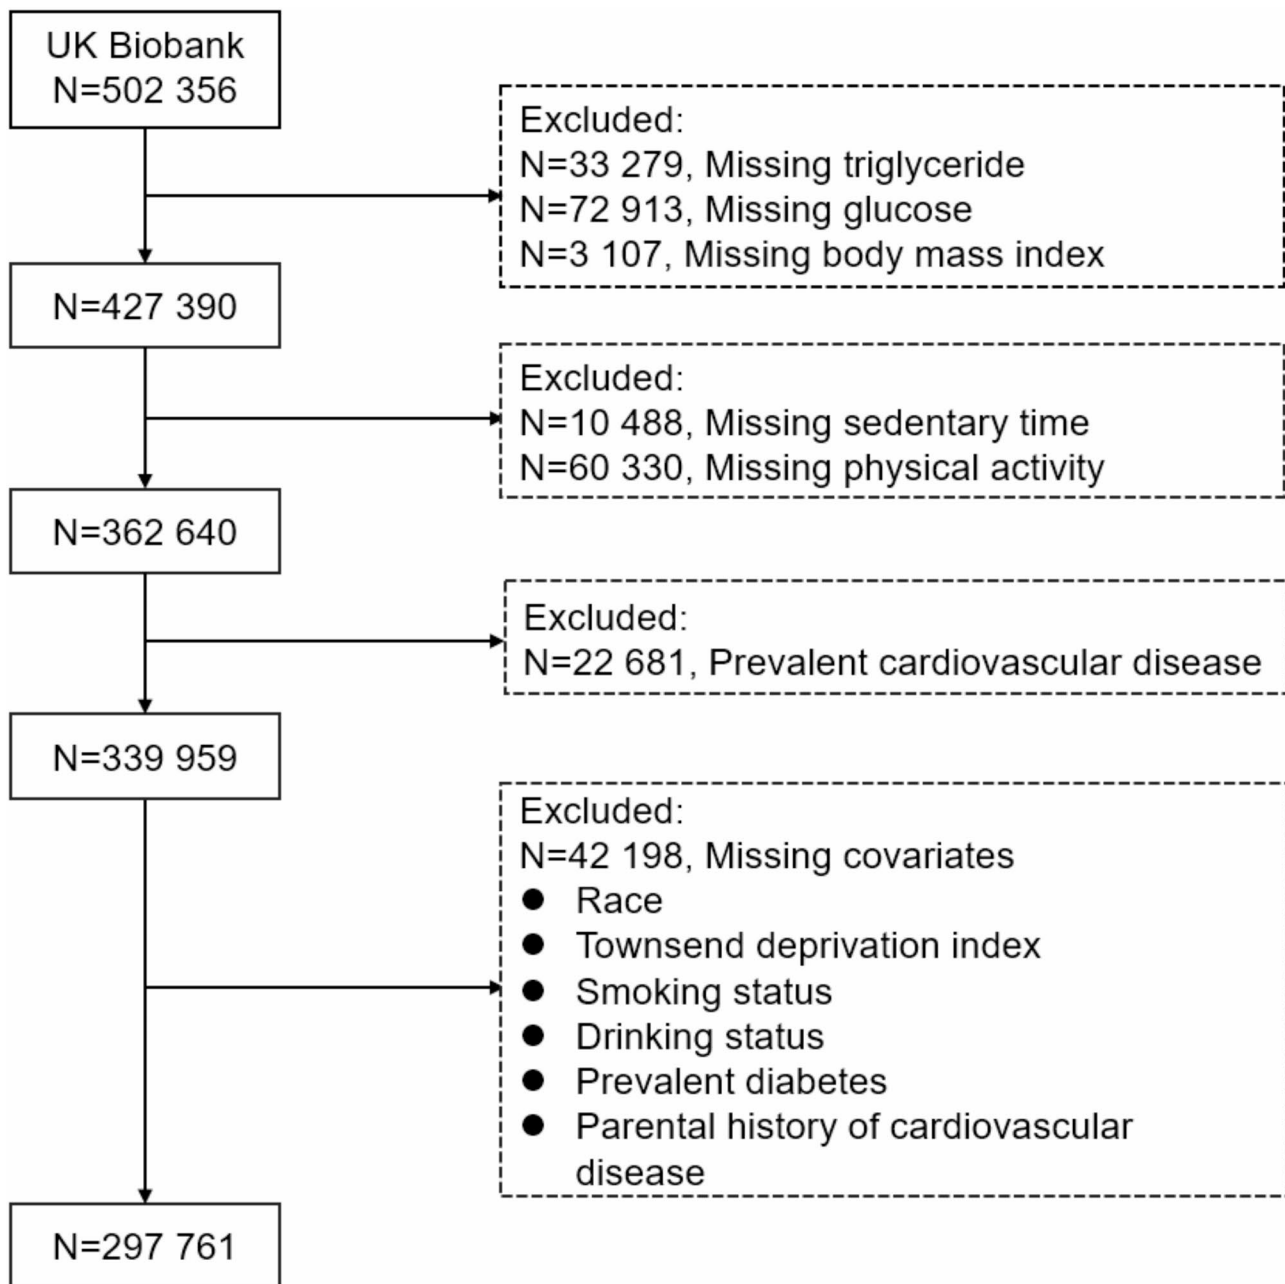 UK Biobank
N=502 356
Excluded:
N=33 279, Missing triglyceride
N=72 913, Missing glucose
N=3 107, Missing body mass index
N=427 390
Excluded:
N=10 488, Missing sedentary time
N=60 330, Missing physical activity
N=362 640
Excluded:
N=22 681, Prevalent cardiovascular disease
N=339 959
Excluded:
N=42 198, Missing covariates
● Race
● Townsend deprivation index
● Smoking status
● Drinking status
● Prevalent diabetes
● Parental history of cardiovascular
disease
N=297 761